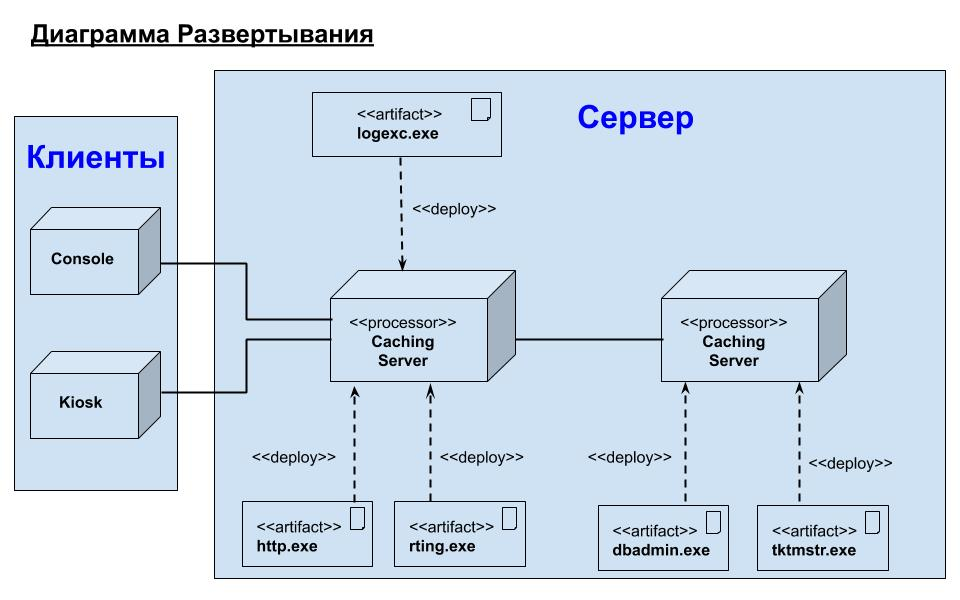 Диаграмма Развертывания
Клиенты
Console
Kiosk
Сервер
<<artifact>>
logexc.exe
<<deploy>>
<<processor>>
Caching
Server
<<processor>>
Caching
Server
<<deploy>>
<<deploy>>
<<deploy>>
<<deploy>>
<<artifact>>
http.exe
<<artifact>>
rting.exe
<<artifact>>
dbadmin.exe
<<artifact>>
tktmstr.exe